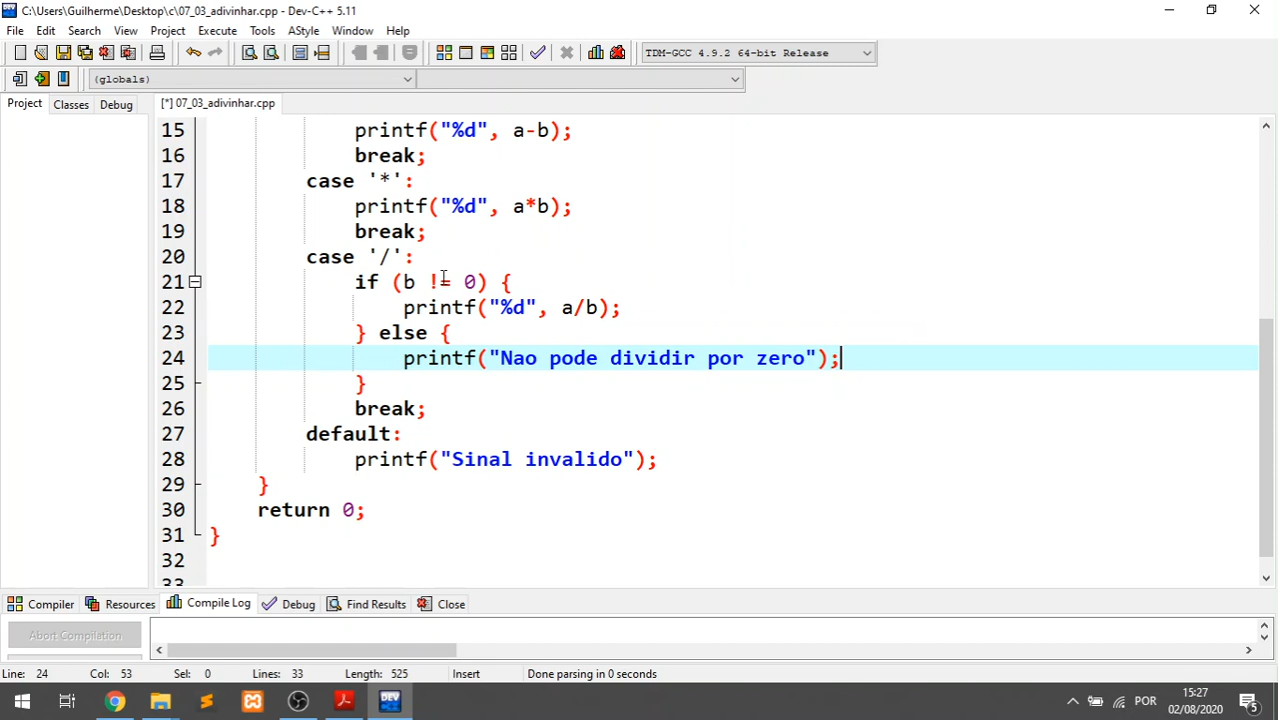 C:\Users\Guilherme\Desktop\c\07_03_adivinhar.cpp - Dev-C++ 5.11
File Edit Search View Project Execute Tools AStyle Window Help
TDM-GCC 4.9.2 64-bit Release
(globals)
Project Classes Debug [*] 07_03_adivinhar.cpp
15 printf("%d", a-b);
16 break;
17 case '*':
18 printf("%d", a*b);
19 break;
20 case '/':
21 if (b != 0) {
22 printf("%d", a/b);
23 } else {
24 printf("Nao pode dividir por zero");
25 }
26 break;
27 default:
28 printf("Sinal invalido");
29 }
30 return 0;
31 }
32
33
Compiler Resources Compile Log Debug Find Results Close
Abort Compilation
Line: 24 Col: 53 Sel: 0 Lines: 33 Length: 525 Insert Done parsing in 0 seconds
DEV
POR
15:27
02/08/2020
5